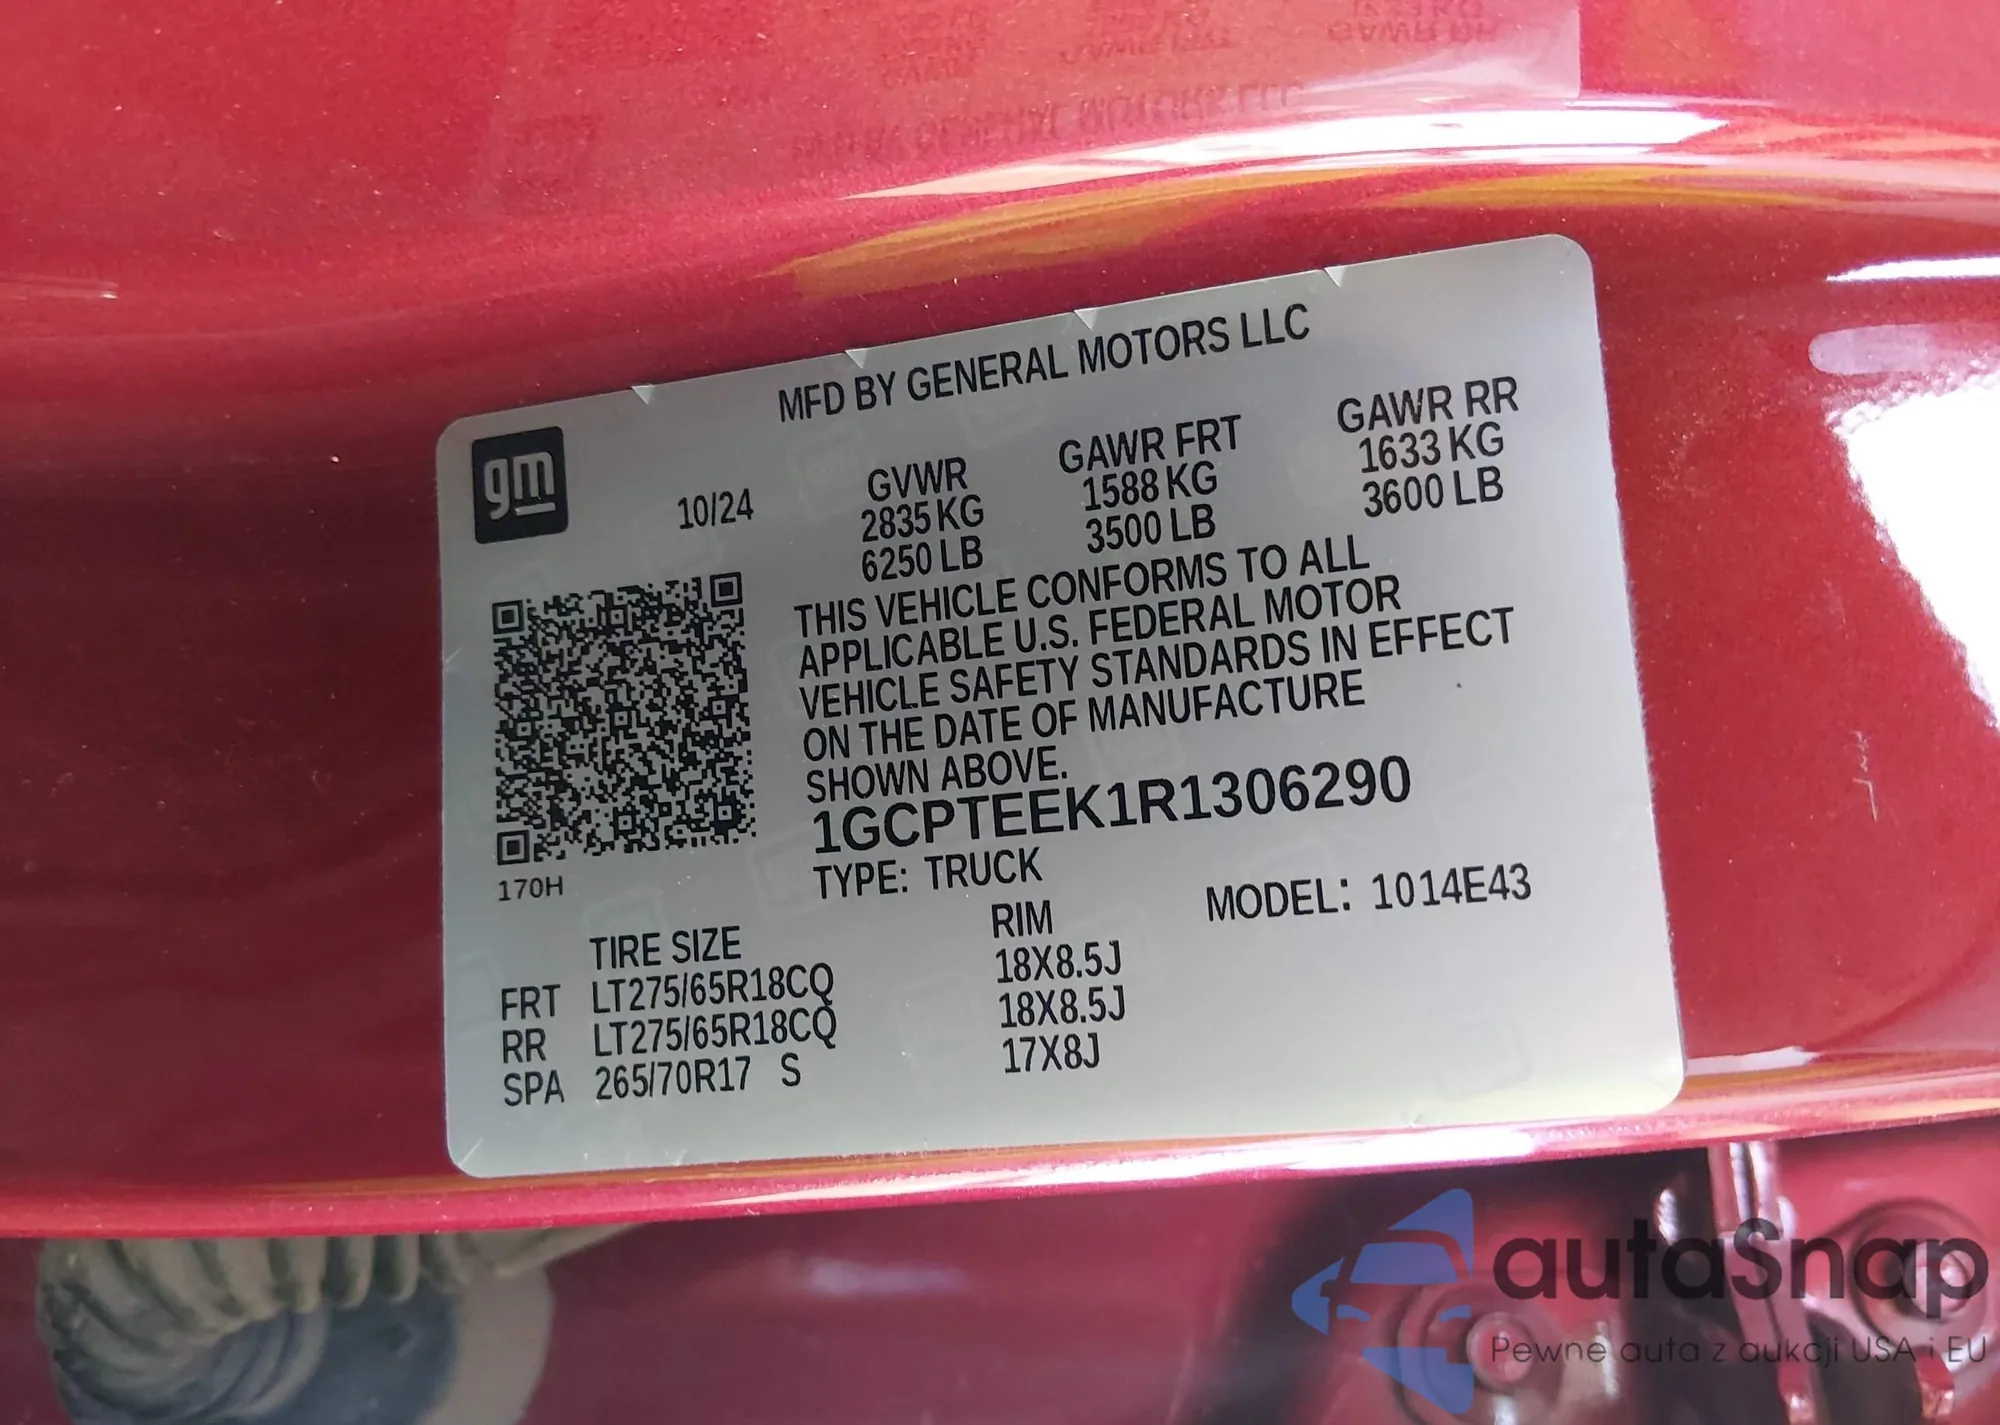 MFD BY GENERAL MOTORS LLC
gm
10/24
GVWR GAWR FRT GAWR RR
2835 KG 1588 KG 1633 KG
6250 LB 3500 LB 3600 LB
THIS VEHICLE CONFORMS TO ALL
APPLICABLE U.S. FEDERAL MOTOR
VEHICLE SAFETY STANDARDS IN EFFECT
ON THE DATE OF MANUFACTURE
SHOWN ABOVE.
1GCPTEEK1R1306290
170H
TYPE: TRUCK MODEL: 1014E43
TIRE SIZE RIM
FRT LT275/65R18CQ 18X8.5J
RR LT275/65R18CQ 18X8.5J
SPA 265/70R17 S 17X8J
autaSnap
Pewne auta z aukcji USA i EU